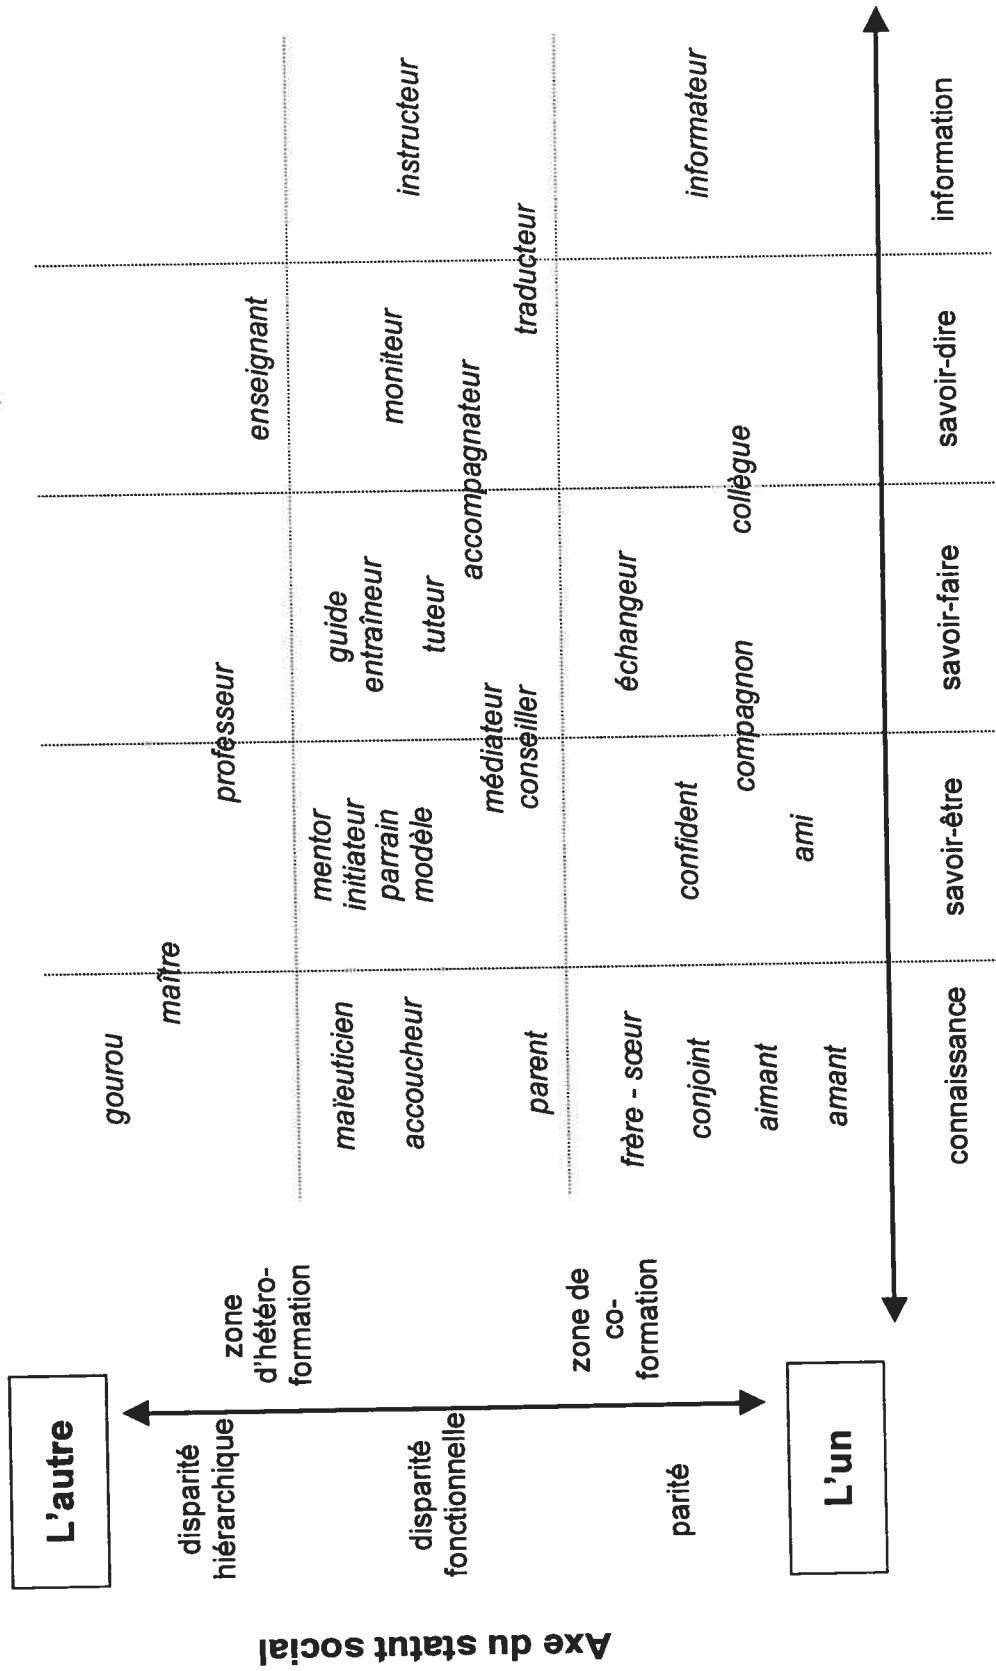 Axe du statut social
L'autre
disparité
hiérarchique
disparité
fonctionnelle
parité
L'un
zone
d'hétéro-
formation
zone de
co-
formation
gourou
maître
professeur
enseignant
maïeuticien
accoucheur
parent
mentor
initiateur
parrain
modèle
médiateur
conseiller
guide
entraîneur
tuteur
accompagnateur
moniteur
traducteur
instructeur
frère - sœur
conjoint
aimant
amant
confident
ami
compagnon
échangeur
collègue
informateur
connaissance
savoir-être
savoir-faire
savoir-dire
information